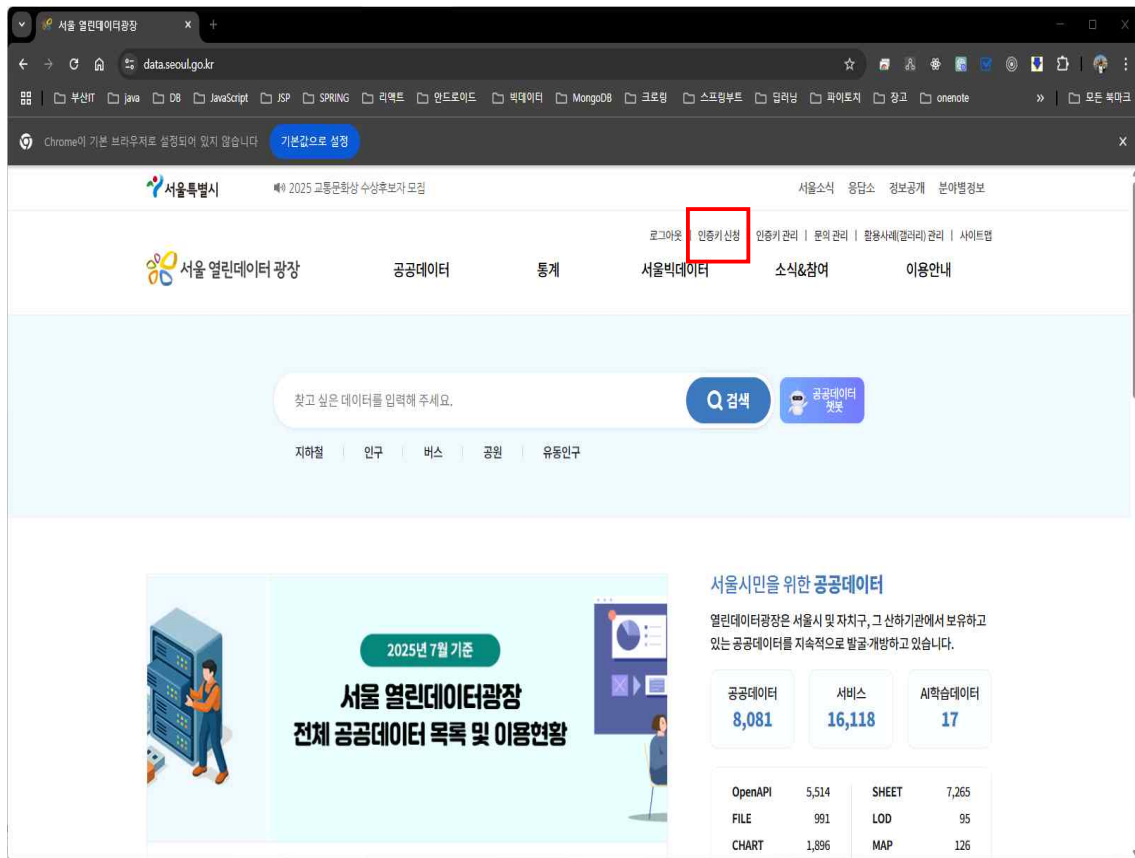 서울 열린데이터광장
data.seoul.go.kr
부산IT java DB JavaScript JSP SPRING 리액트 안드로이드 빅데이터 MongoDB 크로링 스프링부트 딥러닝 파이토치 장고 onenote » 모든 북마크
Chrome이 기본 브라우저로 설정되어 있지 않습니다 기본값으로 설정
서울특별시 2025 교통문화상 수상후보자 모집 서울소식 응답소 정보공개 분야별정보
로그아웃 | 인증키 신청 인증키 관리 | 문의 관리 | 활용사례(갤러리) 관리 | 사이트맵
서울 열린데이터 광장 공공데이터 통계 서울빅데이터 소식&참여 이용안내
찾고 싶은 데이터를 입력해 주세요. 검색 공공데이터
챗봇
지하철 인구 버스 공원 유동인구
2025년 7월 기준
서울 열린데이터광장
전체 공공데이터 목록 및 이용현황
서울시민을 위한 공공데이터
열린데이터광장은 서울시 및 자치구, 그 산하기관에서 보유하고
있는 공공데이터를 지속적으로 발굴·개방하고 있습니다.
공공데이터 서비스 AI학습데이터
8,081 16,118 17
OpenAPI 5,514 SHEET 7,265
FILE 991 LOD 95
CHART 1,896 MAP 126